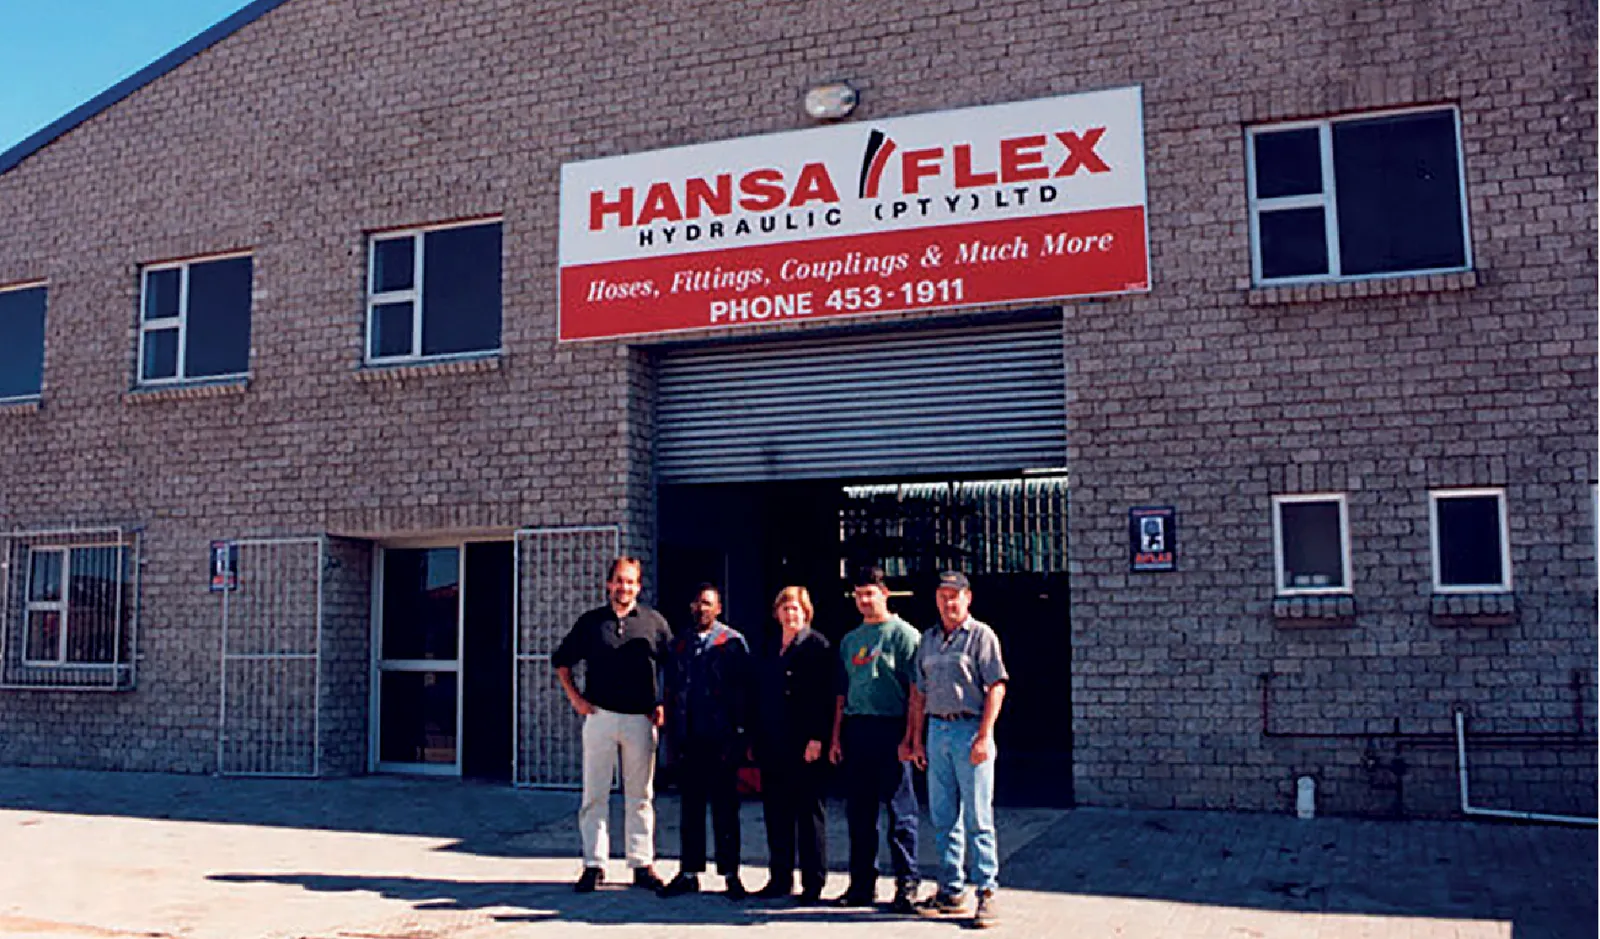 HANSA FLEX
HYDRAULIC (PTY) LTD
Hoses, Fittings, Couplings & Much More
PHONE 453-1911